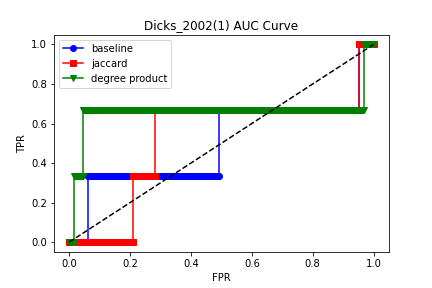 Dicks_2002(1) AUC Curve
baseline
jaccard
degree product
TPR
1.0
0.8
0.6
0.4
0.2
0.0
0.0 0.2 0.4 0.6 0.8 1.0
FPR